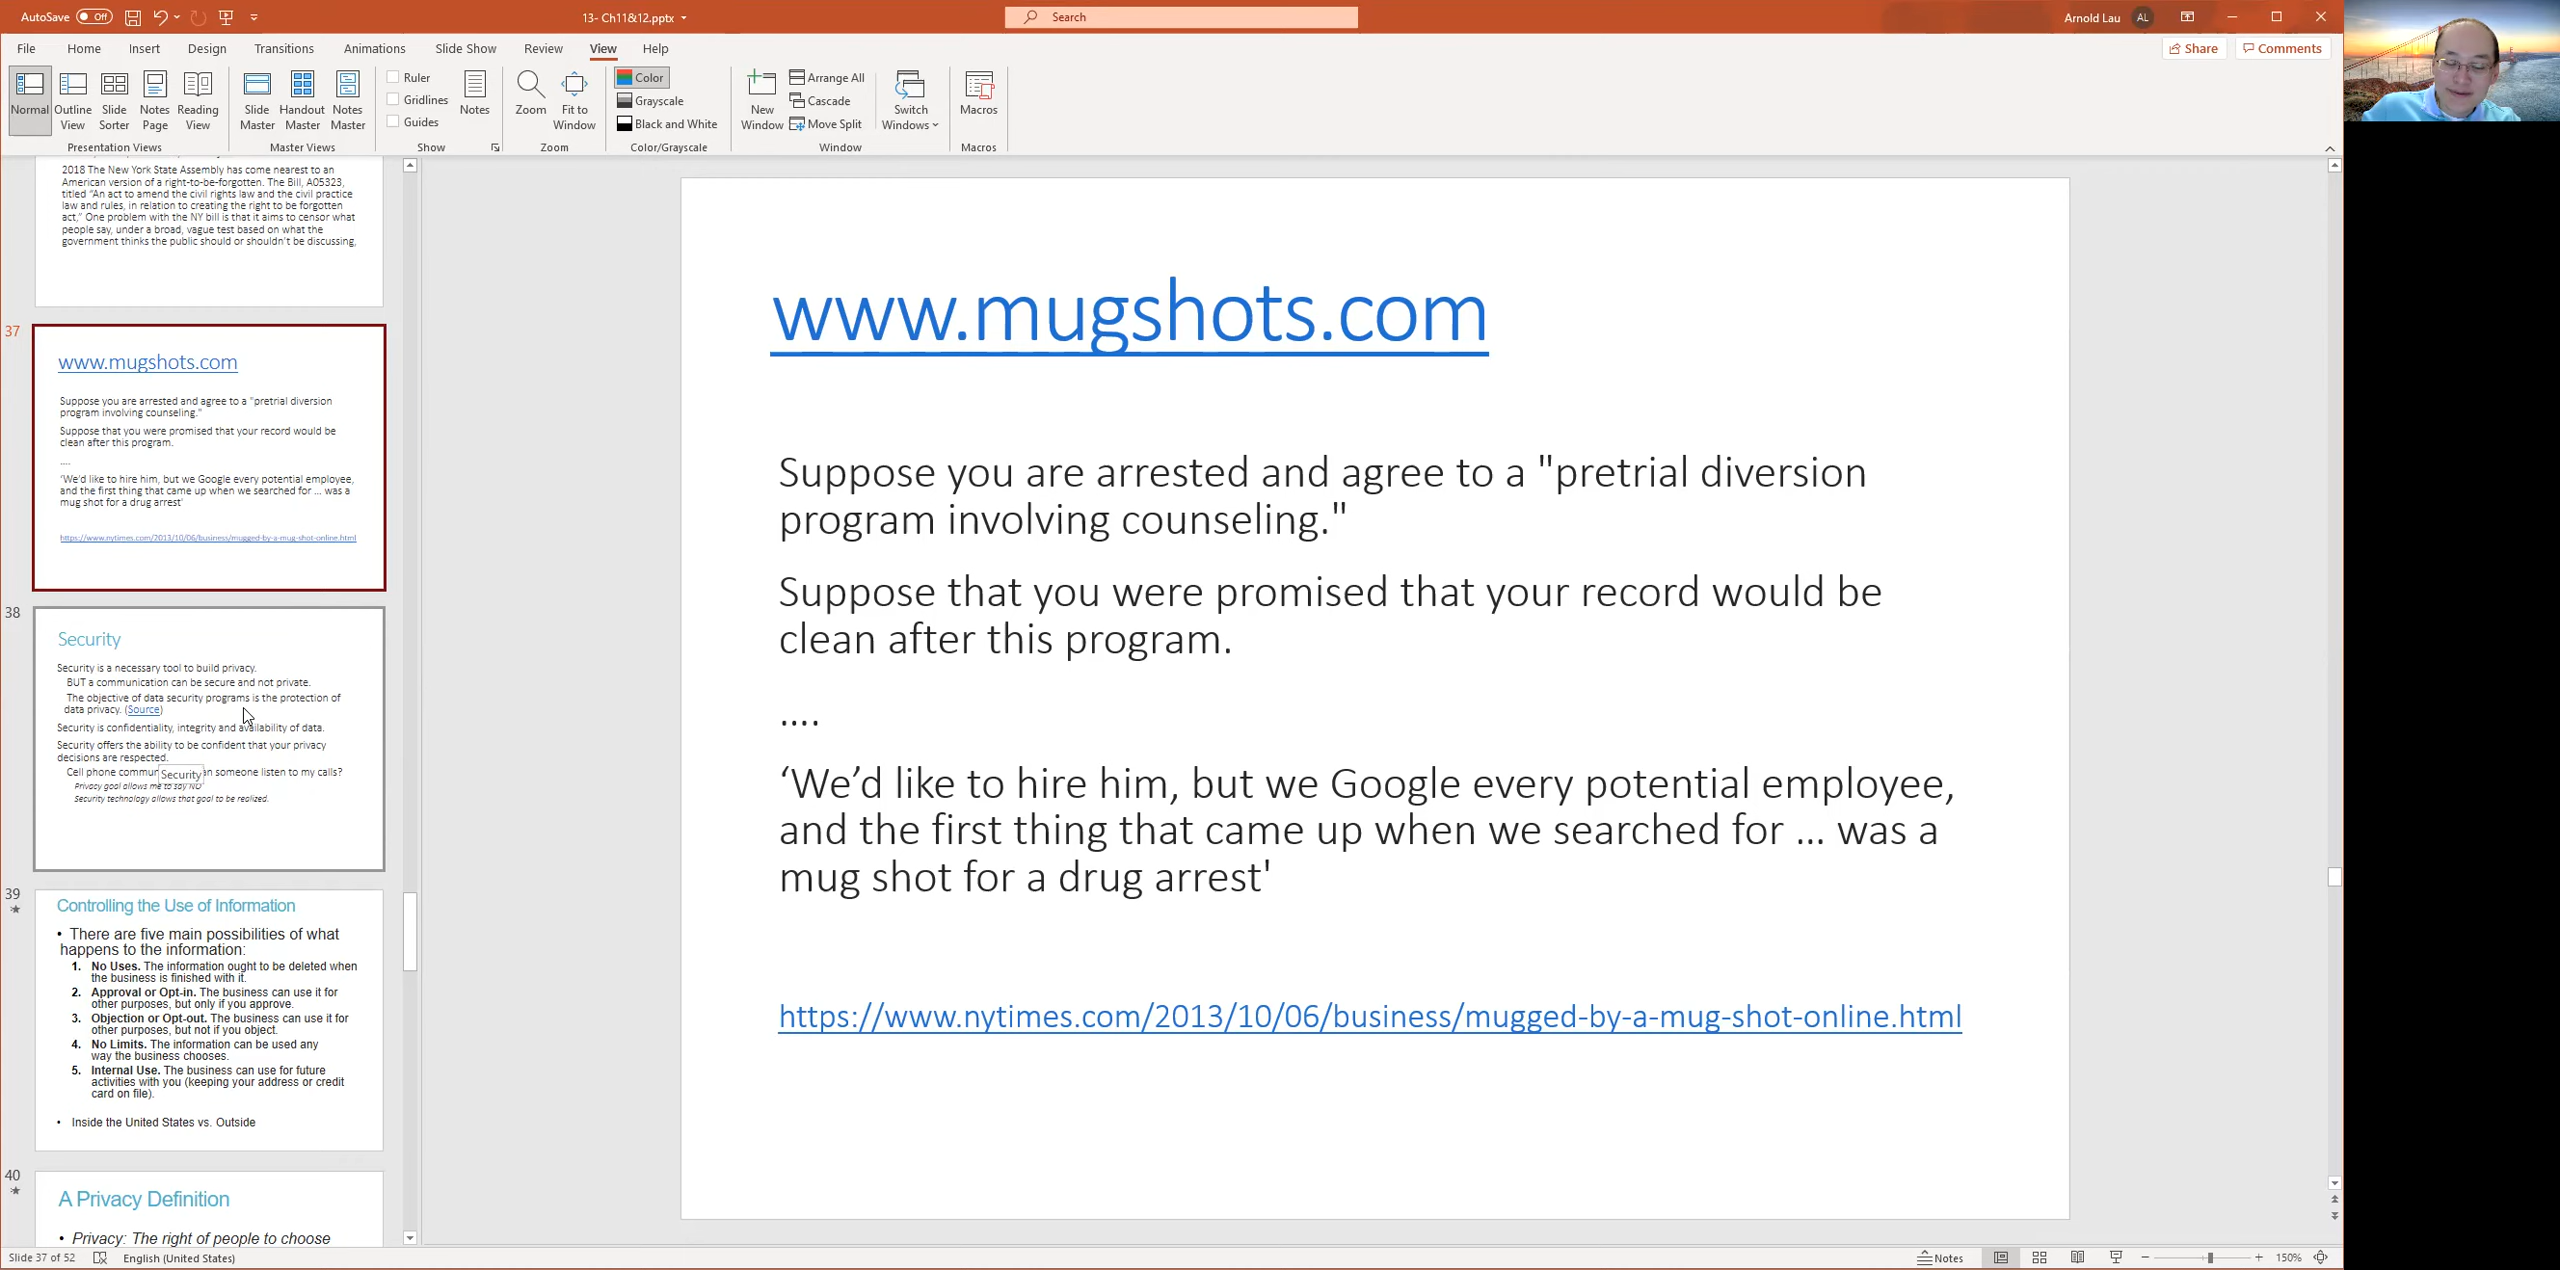 AutoSave Off
13- Ch11&12.pptx
Search
Arnold Lau AL
File Home Insert Design Transitions Animations Slide Show Review View Help
Share Comments
Normal
Outline View
Slide Sorter
Notes Page
Reading View
Presentation Views
Slide Master
Handout Master
Notes Master
Master Views
Ruler
Gridlines
Guides
Notes
Show
Zoom
Fit to Window
Zoom
Color
Grayscale
Black and White
Color/Grayscale
New Window
Arrange All
Cascade
Move Split
Switch Windows
Window
Macros
Macros
2018 The New York State Assembly has come nearest to an
American version of a right-to-be-forgotten. The Bill, A05323,
titled “An act to amend the civil rights law and the civil practice
law and rules, in relation to creating the right to be forgotten
act,” One problem with the NY bill is that it aims to censor what
people say, under a broad, vague test based on what the
government thinks the public should or shouldn't be discussing,
37
www.mugshots.com
Suppose you are arrested and agree to a "pretrial diversion
program involving counseling."
Suppose that you were promised that your record would be
clean after this program.
....
‘We’d like to hire him, but we Google every potential employee,
and the first thing that came up when we searched for ... was a
mug shot for a drug arrest'
https://www.nytimes.com/2013/10/06/business/mugged-by-a-mug-shot-online.html
38
Security
Security is a necessary tool to build privacy.
BUT a communication can be secure and not private.
The objective of data security programs is the protection of
data privacy. (Source)
Security is confidentiality, integrity and availability of data.
Security offers the ability to be confident that your privacy
decisions are respected.
Cell phone commun
Security
an someone listen to my calls?
Privacy goal allows me to say NO
Security technology allows that goal to be realized.
39
Controlling the Use of Information
• There are five main possibilities of what
happens to the information:
1. No Uses. The information ought to be deleted when
the business is finished with it.
2. Approval or Opt-in. The business can use it for
other purposes, but only if you approve.
3. Objection or Opt-out. The business can use it for
other purposes, but not if you object.
4. No Limits. The information can be used any
way the business chooses.
5. Internal Use. The business can use for future
activities with you (keeping your address or credit
card on file).
• Inside the United States vs. Outside
40
A Privacy Definition
• Privacy: The right of people to choose
www.mugshots.com
Suppose you are arrested and agree to a "pretrial diversion
program involving counseling."
Suppose that you were promised that your record would be
clean after this program.
....
‘We’d like to hire him, but we Google every potential employee,
and the first thing that came up when we searched for ... was a
mug shot for a drug arrest'
https://www.nytimes.com/2013/10/06/business/mugged-by-a-mug-shot-online.html
Slide 37 of 52
English (United States)
Notes
150%